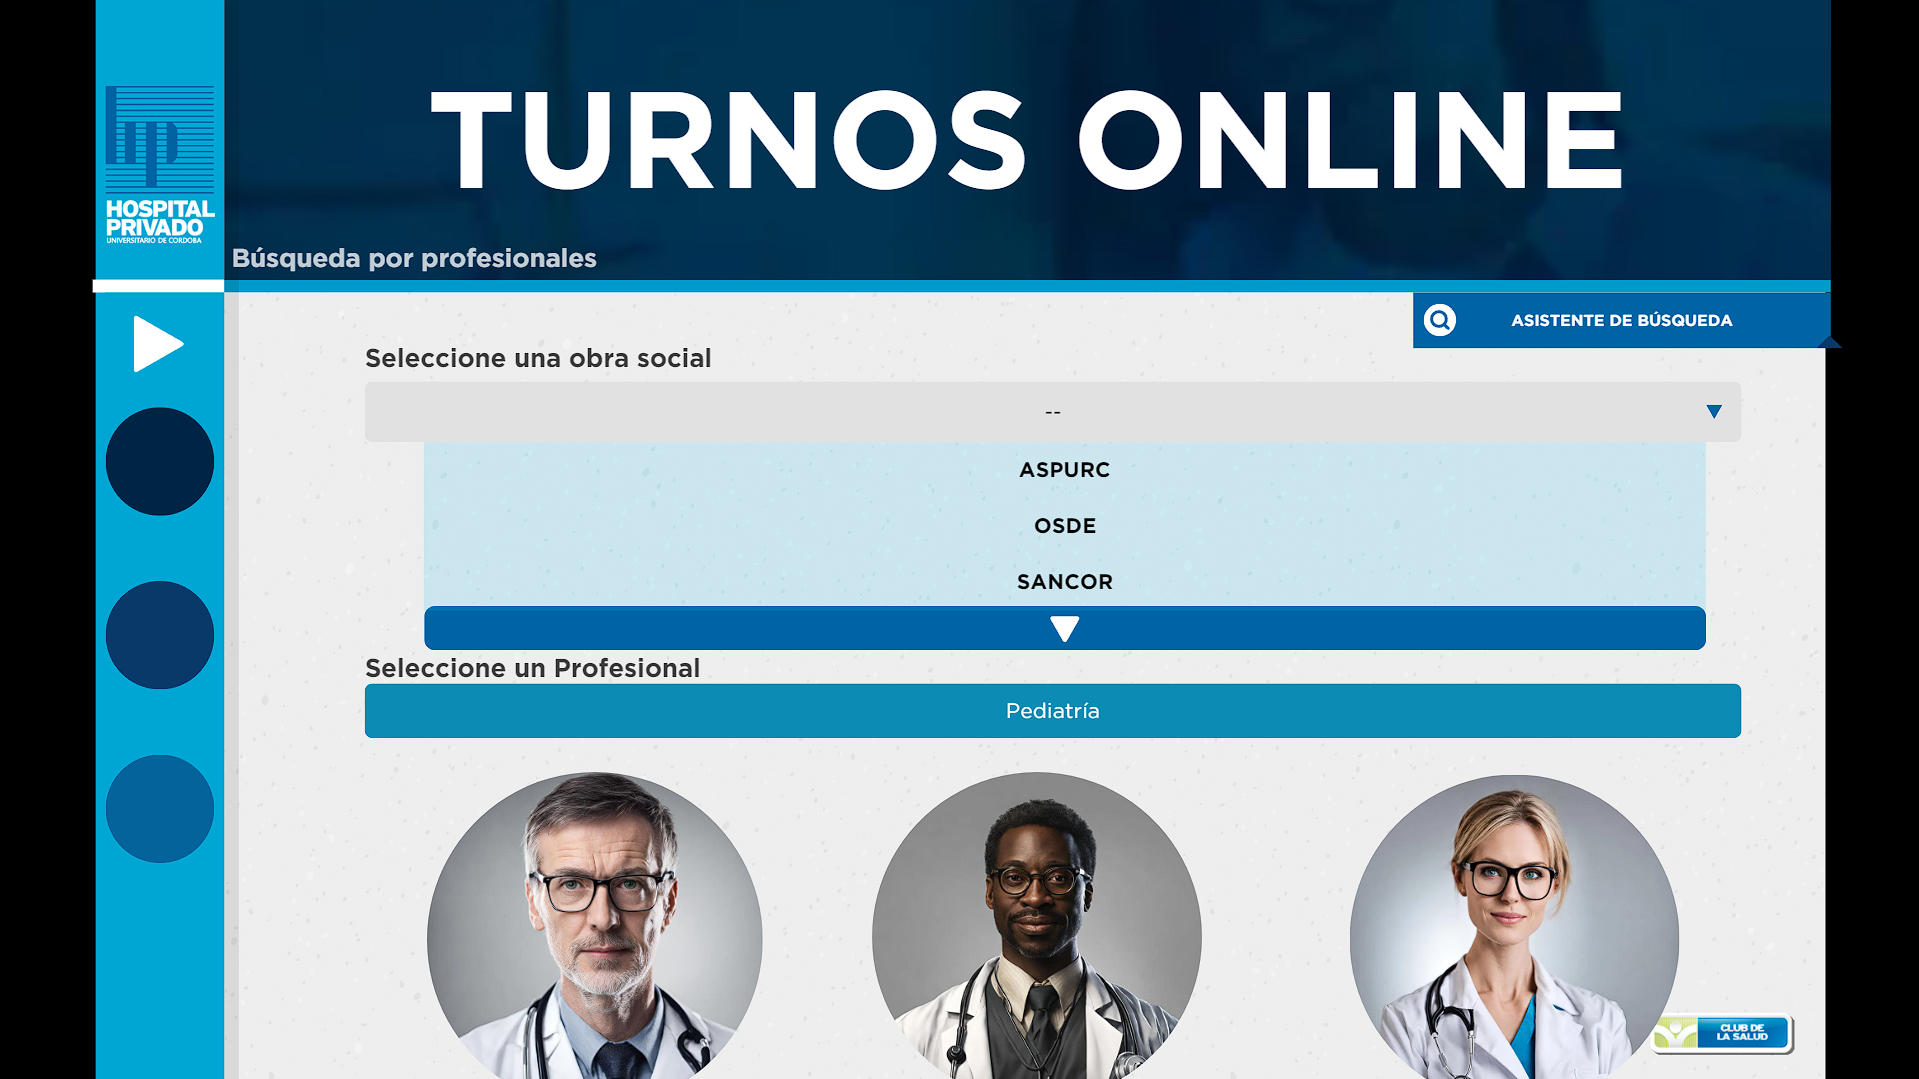 TURNOS ONLINE
HOSPITAL
PRIVADO
UNIVERSITARIO DE CORDOBA
Búsqueda por profesionales
ASISTENTE DE BÚSQUEDA
Seleccione una obra social
--
ASPURC
OSDE
SANCOR
Seleccione un Profesional
Pediatría
CLUB DE
LA SALUD